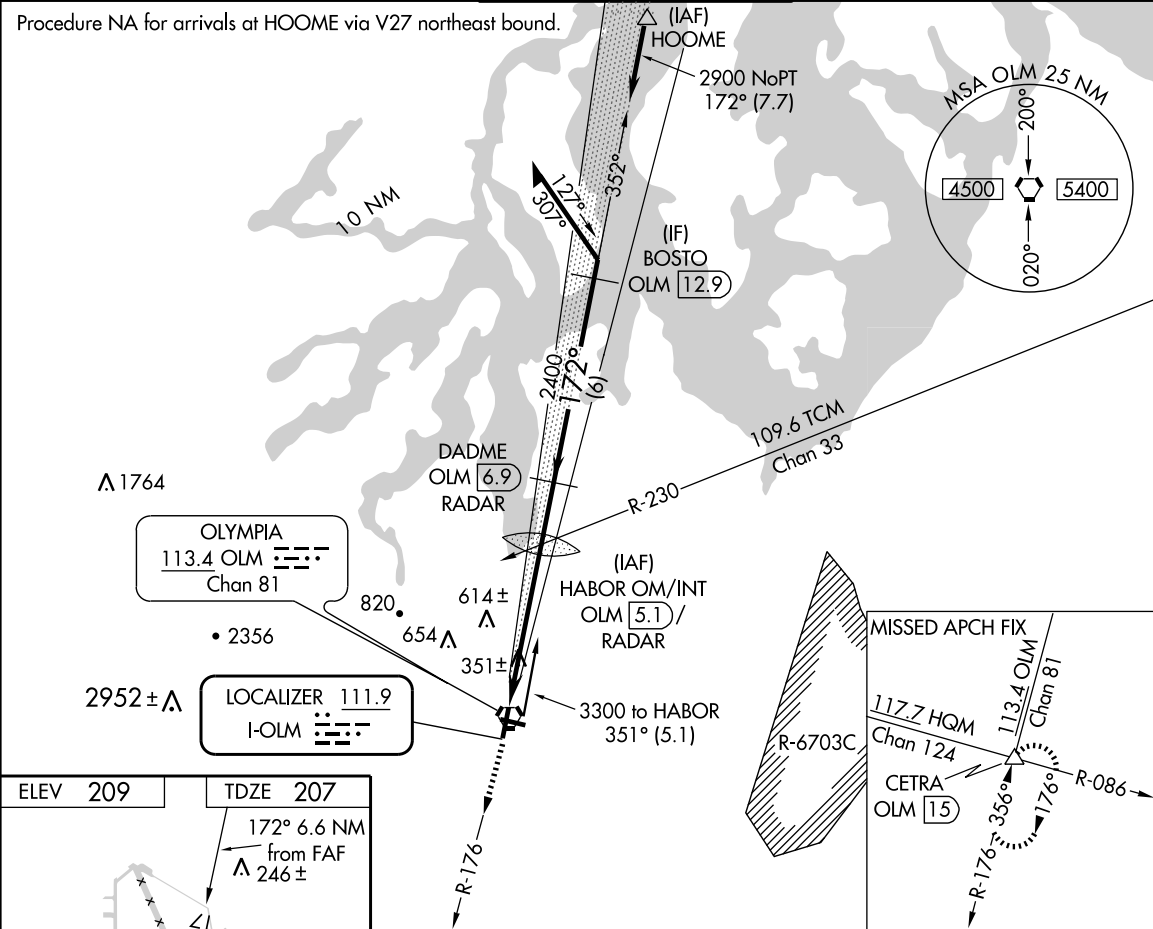 Procedure NA for arrivals at HOOME via V27 northeast bound.
(IAF)
HOOME
2900 NoPT
172° (7.7)
MSA OLM 25 NM
200°
4500
5400
020°
10 NM
127°
307°
352°
(IF)
BOSTO
OLM 12.9
2400
172°
(6)
109.6 TCM
Chan 33
R-230
DADME
OLM 6.9
RADAR
1764
OLYMPIA
113.4 OLM
Chan 81
(IAF)
HABOR OM/INT
OLM 5.1 /
RADAR
614 ±
820
654
2356
351 ±
2952 ±
LOCALIZER 111.9
I-OLM
3300 to HABOR
351° (5.1)
R-6703C
MISSED APCH FIX
113.4 OLM
Chan 81
117.7 HQM
Chan 124
CETRA
OLM 15
R-086
356°
176°
R-176
R-176
ELEV 209
TDZE 207
172° 6.6 NM
from FAF
246 ±
17